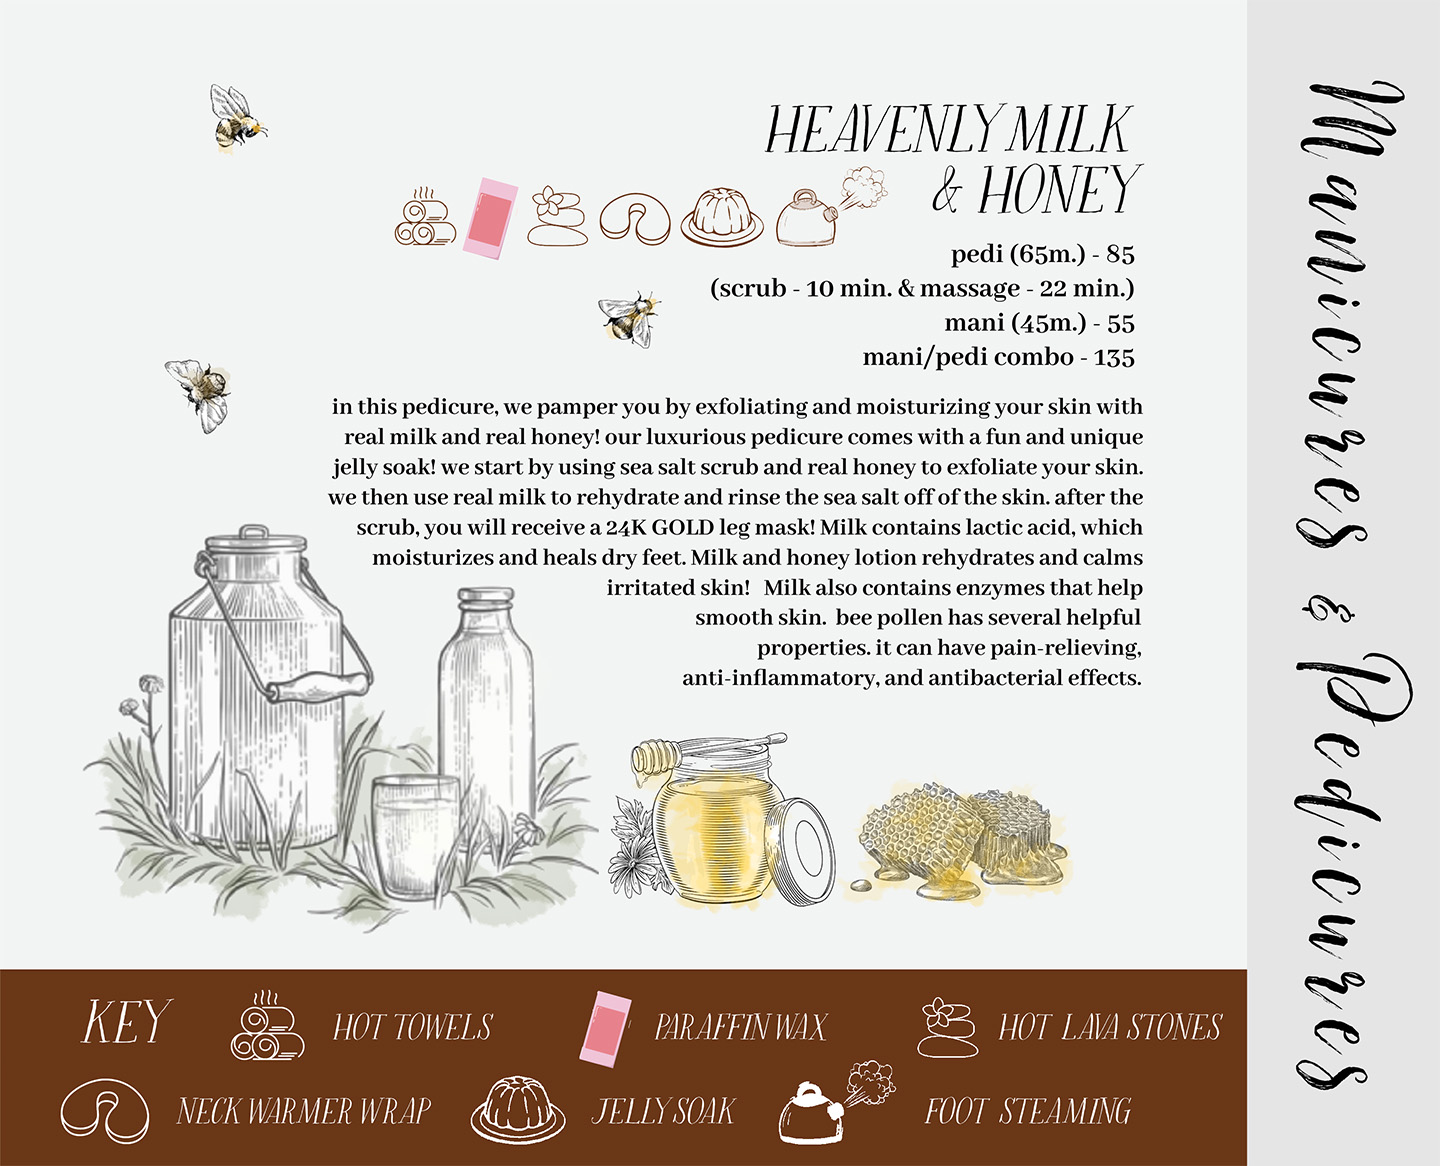 HEAVENLY MILK
& HONEY
pedi (65m.) - 85
(scrub - 10 min. & massage - 22 min.)
mani (45m.) - 55
mani/pedi combo - 135
in this pedicure, we pamper you by exfoliating and moisturizing your skin with
real milk and real honey! our luxurious pedicure comes with a fun and unique
jelly soak! we start by using sea salt scrub and real honey to exfoliate your skin.
we then use real milk to rehydrate and rinse the sea salt off of the skin. after the
scrub, you will receive a 24K GOLD leg mask! Milk contains lactic acid, which
moisturizes and heals dry feet. Milk and honey lotion rehydrates and calms
irritated skin! Milk also contains enzymes that help
smooth skin. bee pollen has several helpful
properties. it can have pain-relieving,
anti-inflammatory, and antibacterial effects.
KEY
HOT TOWELS
PARAFFIN WAX
HOT LAVA STONES
NECK WARMER WRAP
JELLY SOAK
FOOT STEAMING
Manicures & Pedicures